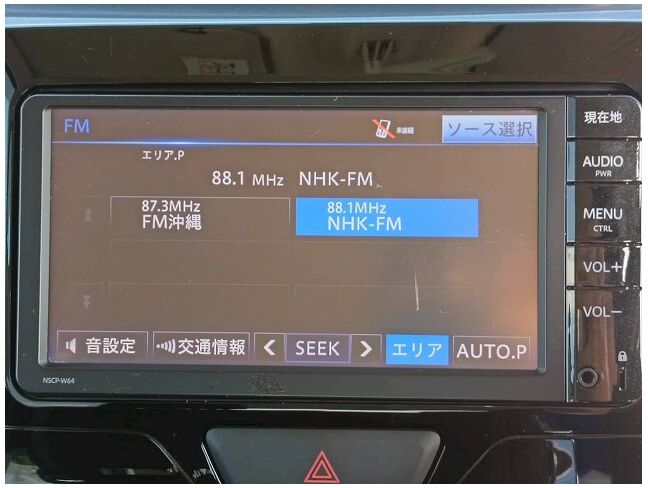 FM
未接続
ソース選択
エリア.P
88.1 MHz NHK-FM
87.3MHz
FM沖縄
88.1MHz
NHK-FM
音設定
交通情報
< SEEK >
エリア
AUTO.P
NSCP-W64
現在地
AUDIO
PWR
MENU
CTRL
VOL+
VOL−